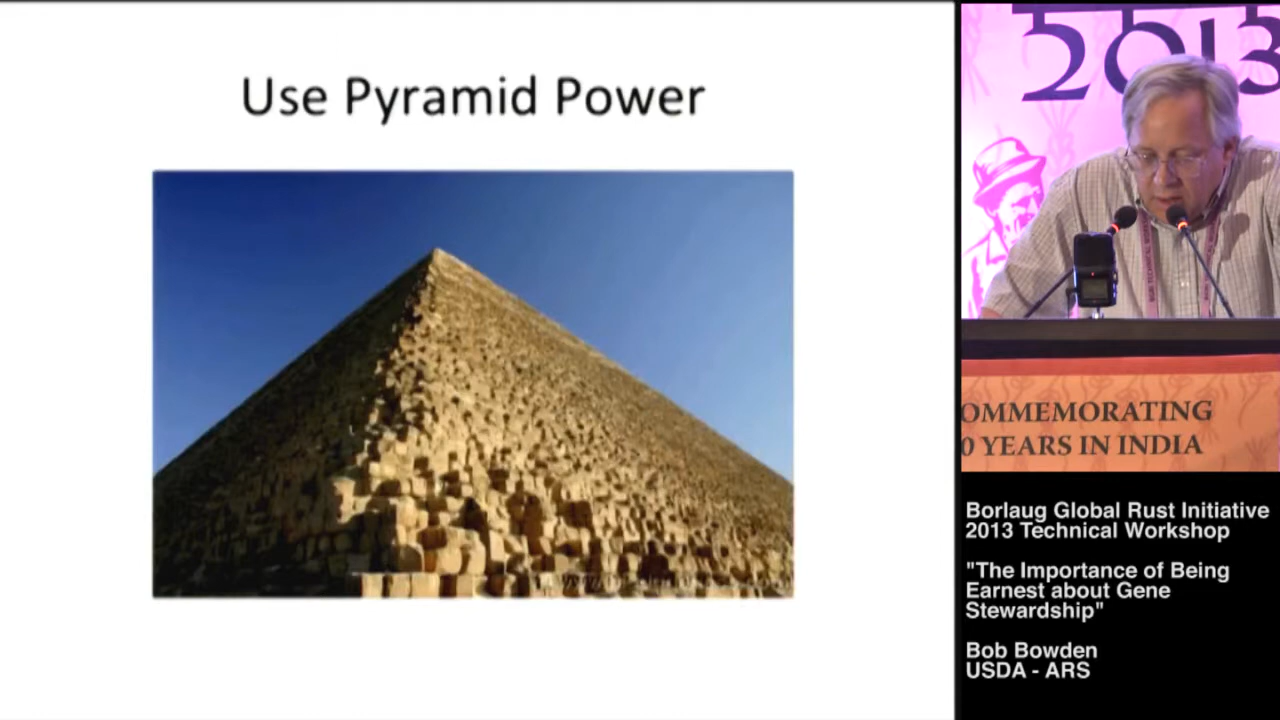 Use Pyramid Power
2013
OMMEMORATING
0 YEARS IN INDIA
Borlaug Global Rust Initiative
2013 Technical Workshop
"The Importance of Being
Earnest about Gene
Stewardship"
Bob Bowden
USDA - ARS